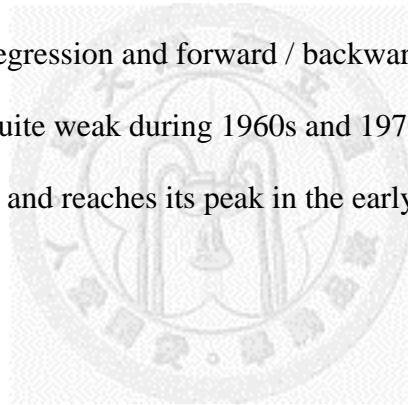 egression and forward / backwar
uite weak during 1960s and 197
and reaches its peak in the early